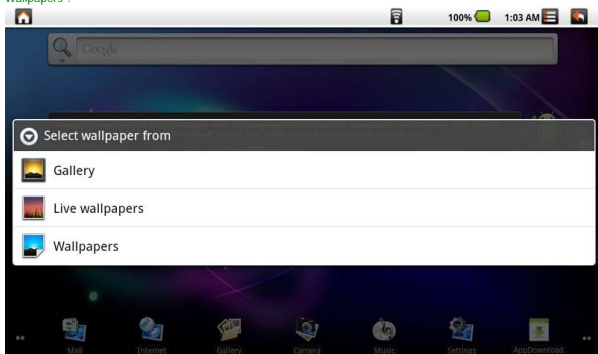 Wallpapers".
100% 1:03 AM
Google
Select wallpaper from
Gallery
Live wallpapers
Wallpapers
Mail Internet Gallery Camera Music Settings AppDownload